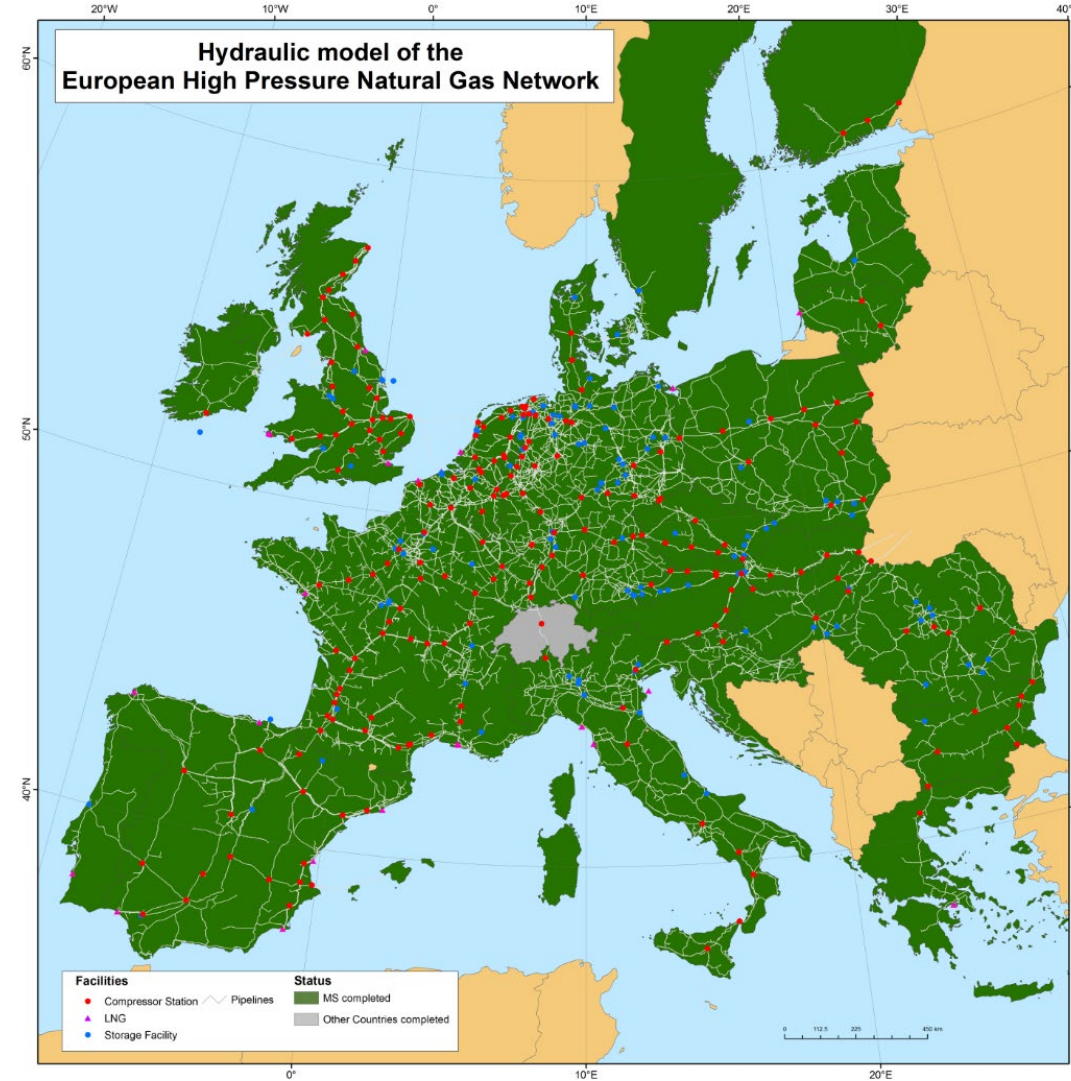 20°W 10°W 0° 10°E 20°E 30°E 40°
60°N
Hydraulic model of the
European High Pressure Natural Gas Network
50°N
40°N
Facilities
Compressor Station
Pipelines
LNG
Storage Facility
Status
MS completed
Other Countries completed
0 112.5 225 450 km
0° 10°E 20°E